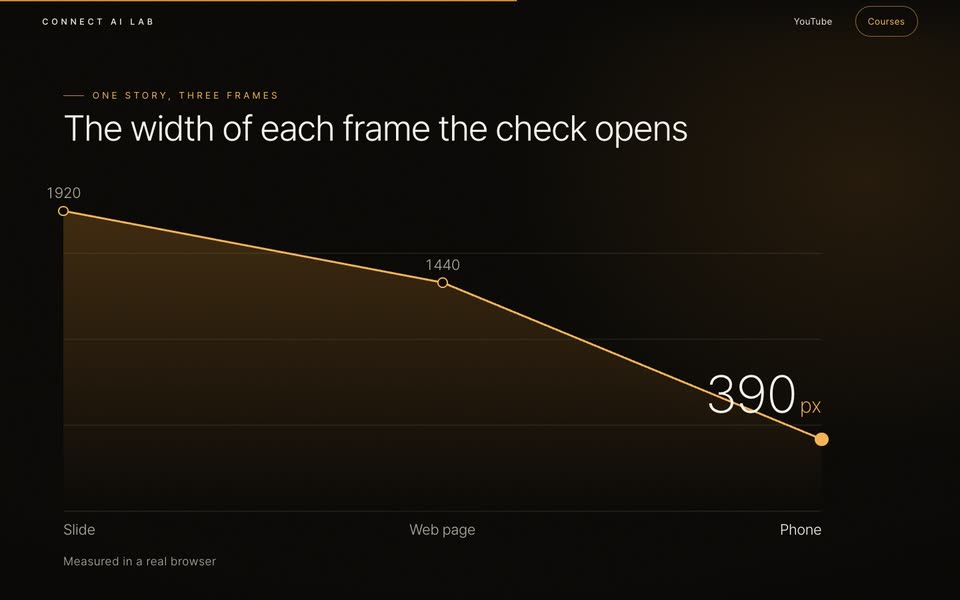 CONNECT AI LAB
YouTube
Courses
ONE STORY, THREE FRAMES
The width of each frame the check opens
1920
1440
390 px
Slide
Web page
Phone
Measured in a real browser